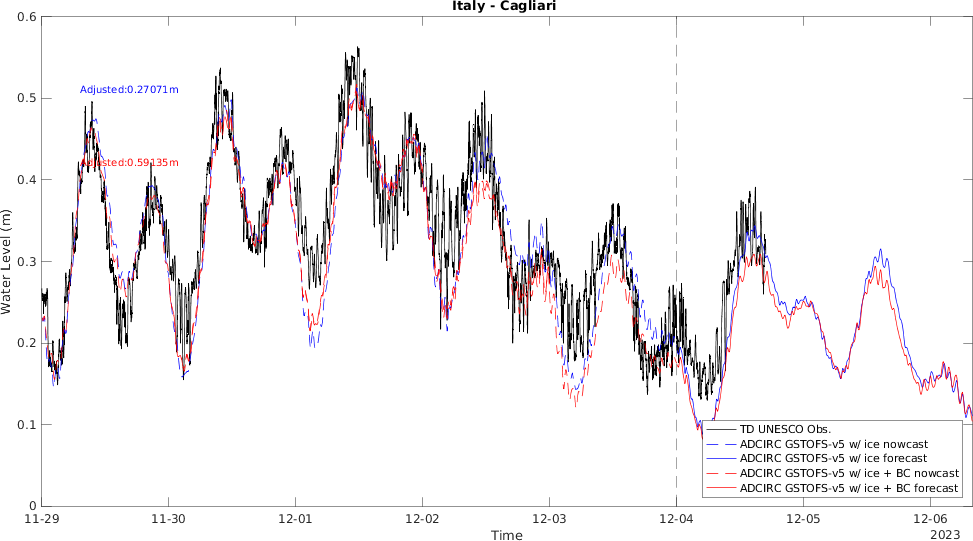 Italy - Cagliari
0.6
0.5
0.4
0.3
0.2
0.1
0
Water Level (m)
Adjusted:0.27071m
Adjusted:0.59135m
TD UNESCO Obs.
ADCIRC GSTOFS-v5 w/ ice nowcast
ADCIRC GSTOFS-v5 w/ ice forecast
ADCIRC GSTOFS-v5 w/ ice + BC nowcast
ADCIRC GSTOFS-v5 w/ ice + BC forecast
11-29 11-30 12-01 12-02 12-03 12-04 12-05 12-06
Time
2023